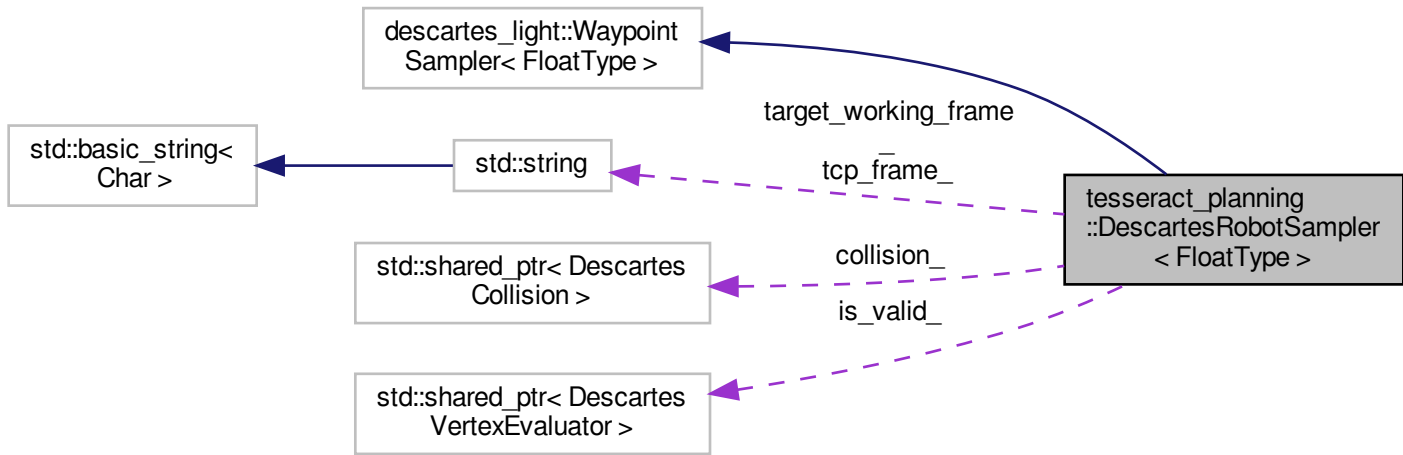 descartes_light::Waypoint
Sampler< FloatType >
target_working_frame
_
tcp_frame_
std::basic_string<
Char >
std::string
tesseract_planning
::DescartesRobotSampler
< FloatType >
collision_
std::shared_ptr< Descartes
Collision >
is_valid_
std::shared_ptr< Descartes
VertexEvaluator >